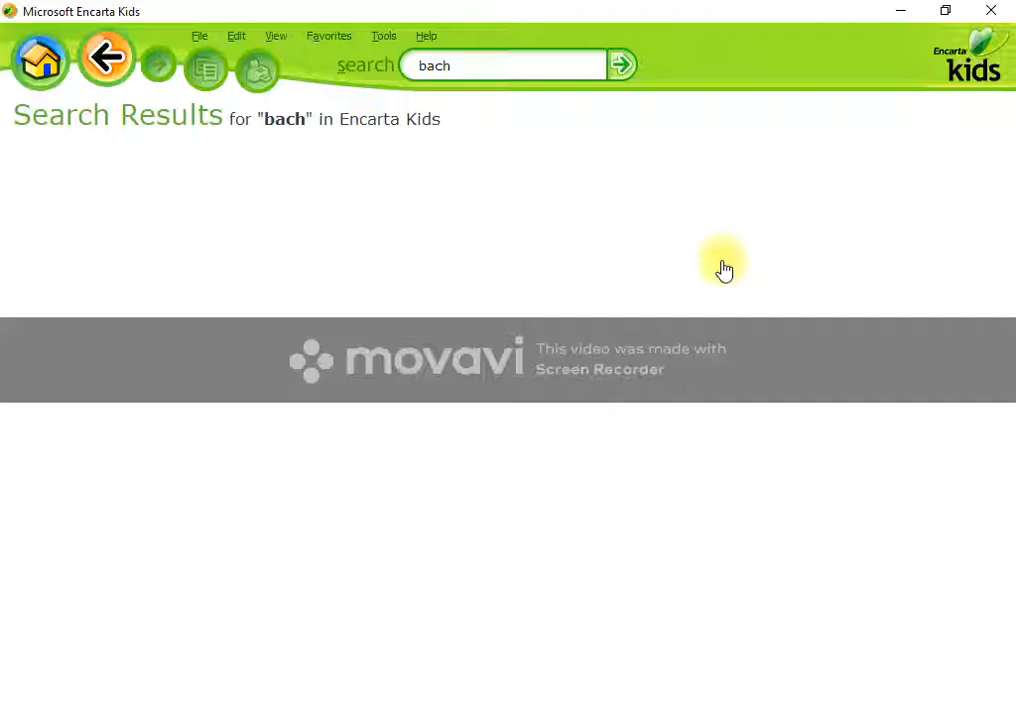 Microsoft Encarta Kids
File Edit View Favorites Tools Help
search bach
Encarta kids
Search Results for "bach" in Encarta Kids
movavi This video was made with
Screen Recorder